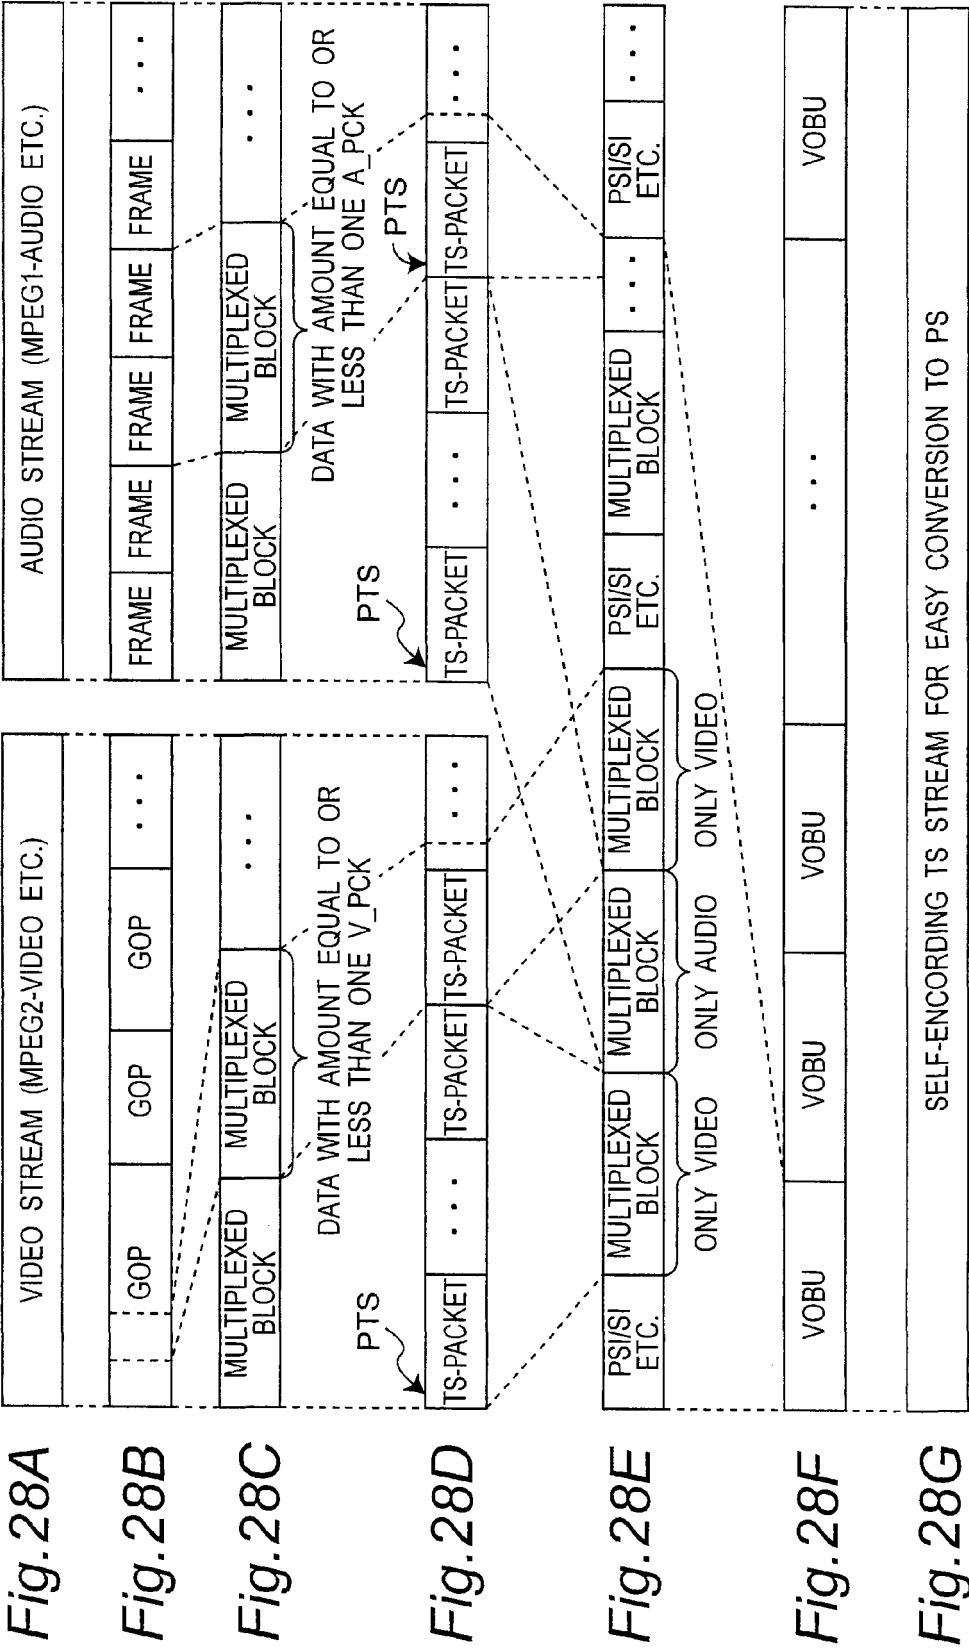 Fig.28A
VIDEO STREAM (MPEG2-VIDEO ETC.)
AUDIO STREAM (MPEG1-AUDIO ETC.)
Fig.28B
GOP
GOP
GOP
. . .
FRAME
FRAME
FRAME
FRAME
FRAME
. . .
Fig.28C
MULTIPLEXED
BLOCK
MULTIPLEXED
BLOCK
. . .
MULTIPLEXED
BLOCK
MULTIPLEXED
BLOCK
. . .
DATA WITH AMOUNT EQUAL TO OR
LESS THAN ONE V_PCK
DATA WITH AMOUNT EQUAL TO OR
LESS THAN ONE A_PCK
PTS
PTS
PTS
Fig.28D
TS-PACKET
. . .
TS-PACKET
TS-PACKET
. . .
TS-PACKET
. . .
TS-PACKET
TS-PACKET
. . .
Fig.28E
PSI/SI
ETC.
MULTIPLEXED
BLOCK
MULTIPLEXED
BLOCK
MULTIPLEXED
BLOCK
PSI/SI
ETC.
MULTIPLEXED
BLOCK
. . .
PSI/SI
ETC.
. . .
ONLY VIDEO
ONLY AUDIO
ONLY VIDEO
Fig.28F
VOBU
VOBU
VOBU
. . .
VOBU
Fig.28G
SELF-ENCORDING TS STREAM FOR EASY CONVERSION TO PS